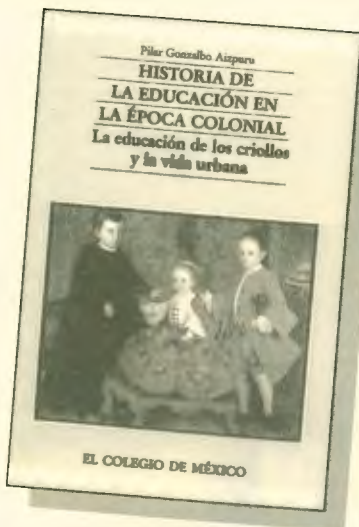 Pilar Gonzalbo Aizpuru
HISTORIA DE
LA EDUCACIÓN EN
LA ÉPOCA COLONIAL
La educación de los criollos
y la vida urbana
EL COLEGIO DE MÉXICO